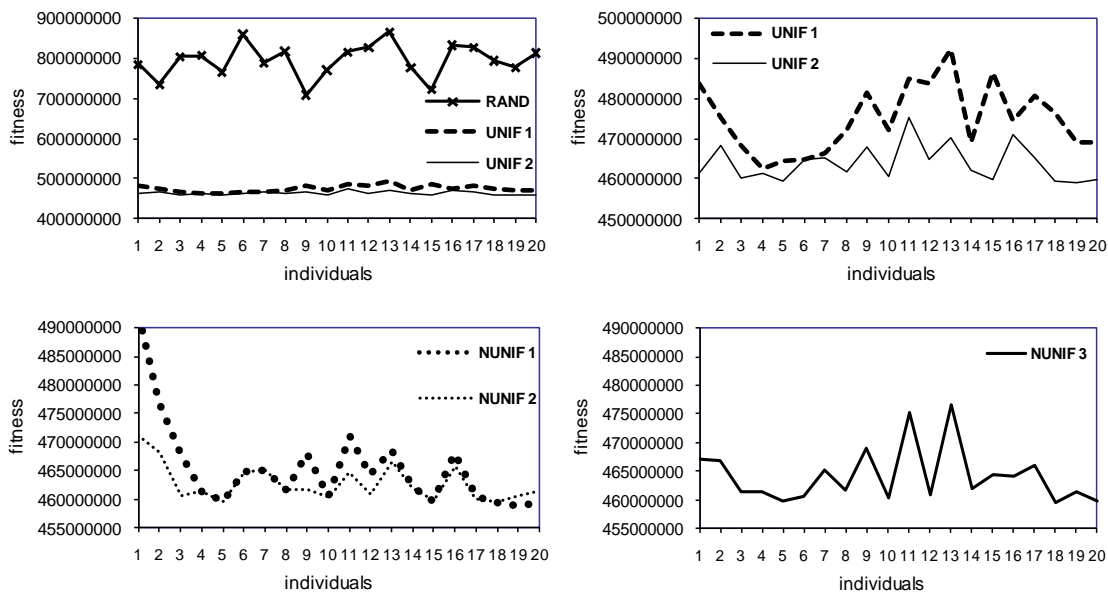 900000000
800000000
700000000
600000000
500000000
400000000
fitness
RAND
UNIF 1
UNIF 2
1 2 3 4 5 6 7 8 9 10 11 12 13 14 15 16 17 18 19 20
individuals
500000000
490000000
480000000
470000000
460000000
450000000
fitness
UNIF 1
UNIF 2
1 2 3 4 5 6 7 8 9 10 11 12 13 14 15 16 17 18 19 20
individuals
490000000
485000000
480000000
475000000
470000000
465000000
460000000
455000000
fitness
NUNIF 1
NUNIF 2
1 2 3 4 5 6 7 8 9 10 11 12 13 14 15 16 17 18 19 20
individuals
490000000
485000000
480000000
475000000
470000000
465000000
460000000
455000000
fitness
NUNIF 3
1 2 3 4 5 6 7 8 9 10 11 12 13 14 15 16 17 18 19 20
individuals